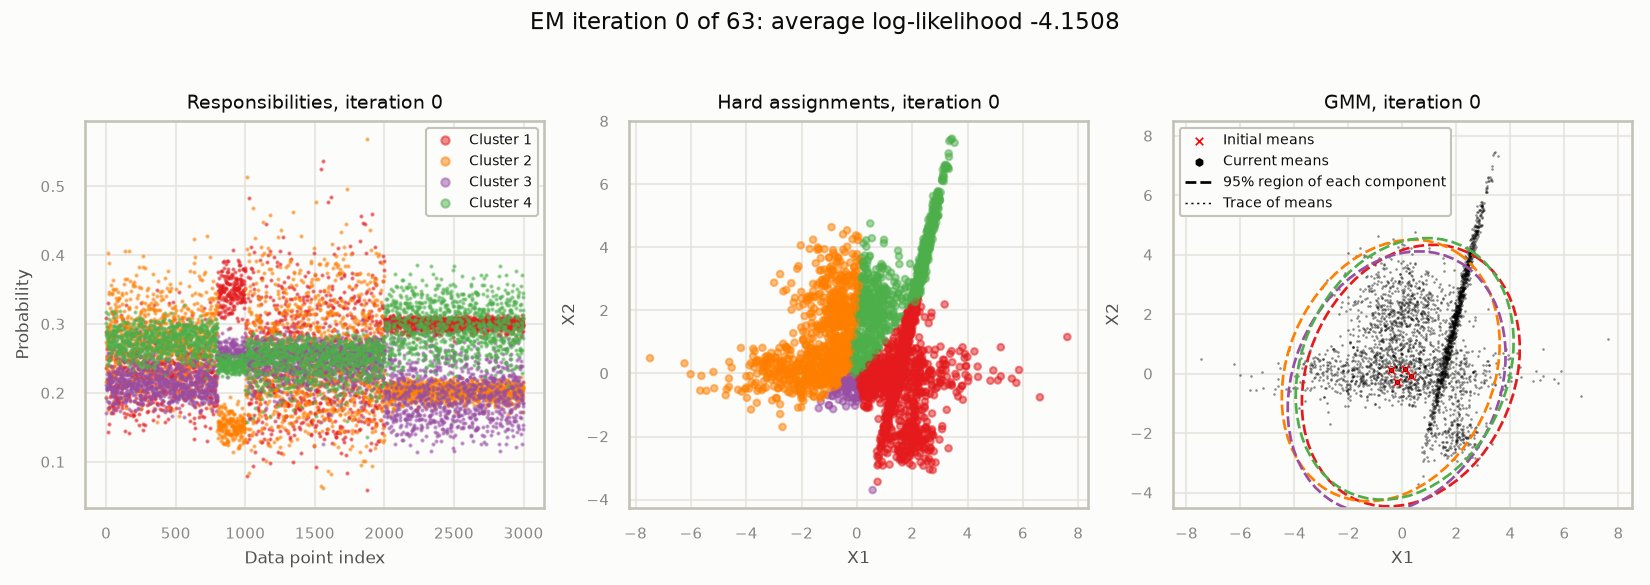 EM iteration 0 of 63: average log-likelihood -4.1508
Responsibilities, iteration 0
Probability
0.5
0.4
0.3
0.2
0.1
0 500 1000 1500 2000 2500 3000
Data point index
Cluster 1
Cluster 2
Cluster 3
Cluster 4
Hard assignments, iteration 0
X2
8
6
4
2
0
−2
−4
−8 −6 −4 −2 0 2 4 6 8
X1
GMM, iteration 0
X2
8
6
4
2
0
−2
−4
−8 −6 −4 −2 0 2 4 6 8
X1
Initial means
Current means
95% region of each component
Trace of means